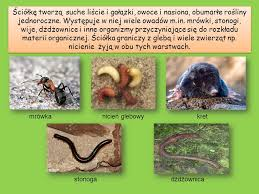 Ściółkę tworzą, suche liście i gałązki, owoce i nasiona, obumarłe rośliny
jednoroczne. Występuje w niej wiele owadów m.in. mrówki, stonogi,
wije, dżdżownice i inne organizmy przyczyniające się do rozkładu
materii organicznej. Ściółka graniczy z glebą i wiele zwierząt np.
nicienie żyją w obu tych warstwach.
mrówka nicień glebowy kret
stonoga dżdżownica